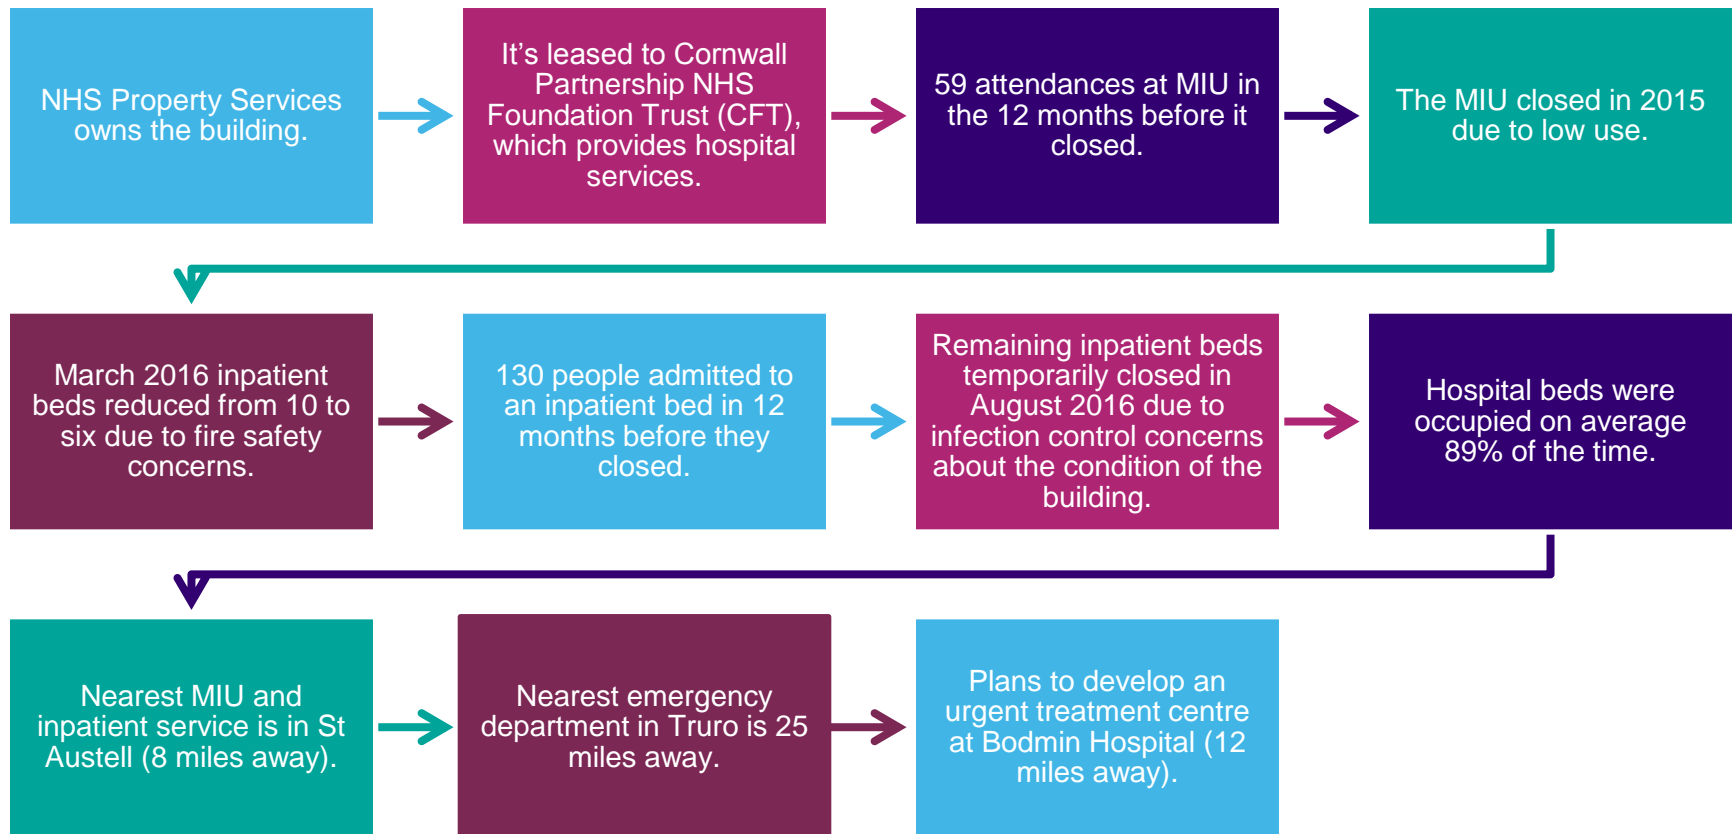 NHS Property Services
owns the building.
It’s leased to Cornwall
Partnership NHS
Foundation Trust (CFT),
which provides hospital
services.
59 attendances at MIU in
the 12 months before it
closed.
The MIU closed in 2015
due to low use.
March 2016 inpatient
beds reduced from 10 to
six due to fire safety
concerns.
130 people admitted to
an inpatient bed in 12
months before they
closed.
Remaining inpatient beds
temporarily closed in
August 2016 due to
infection control concerns
about the condition of the
building.
Hospital beds were
occupied on average
89% of the time.
Nearest MIU and
inpatient service is in St
Austell (8 miles away).
Nearest emergency
department in Truro is 25
miles away.
Plans to develop an
urgent treatment centre
at Bodmin Hospital (12
miles away).